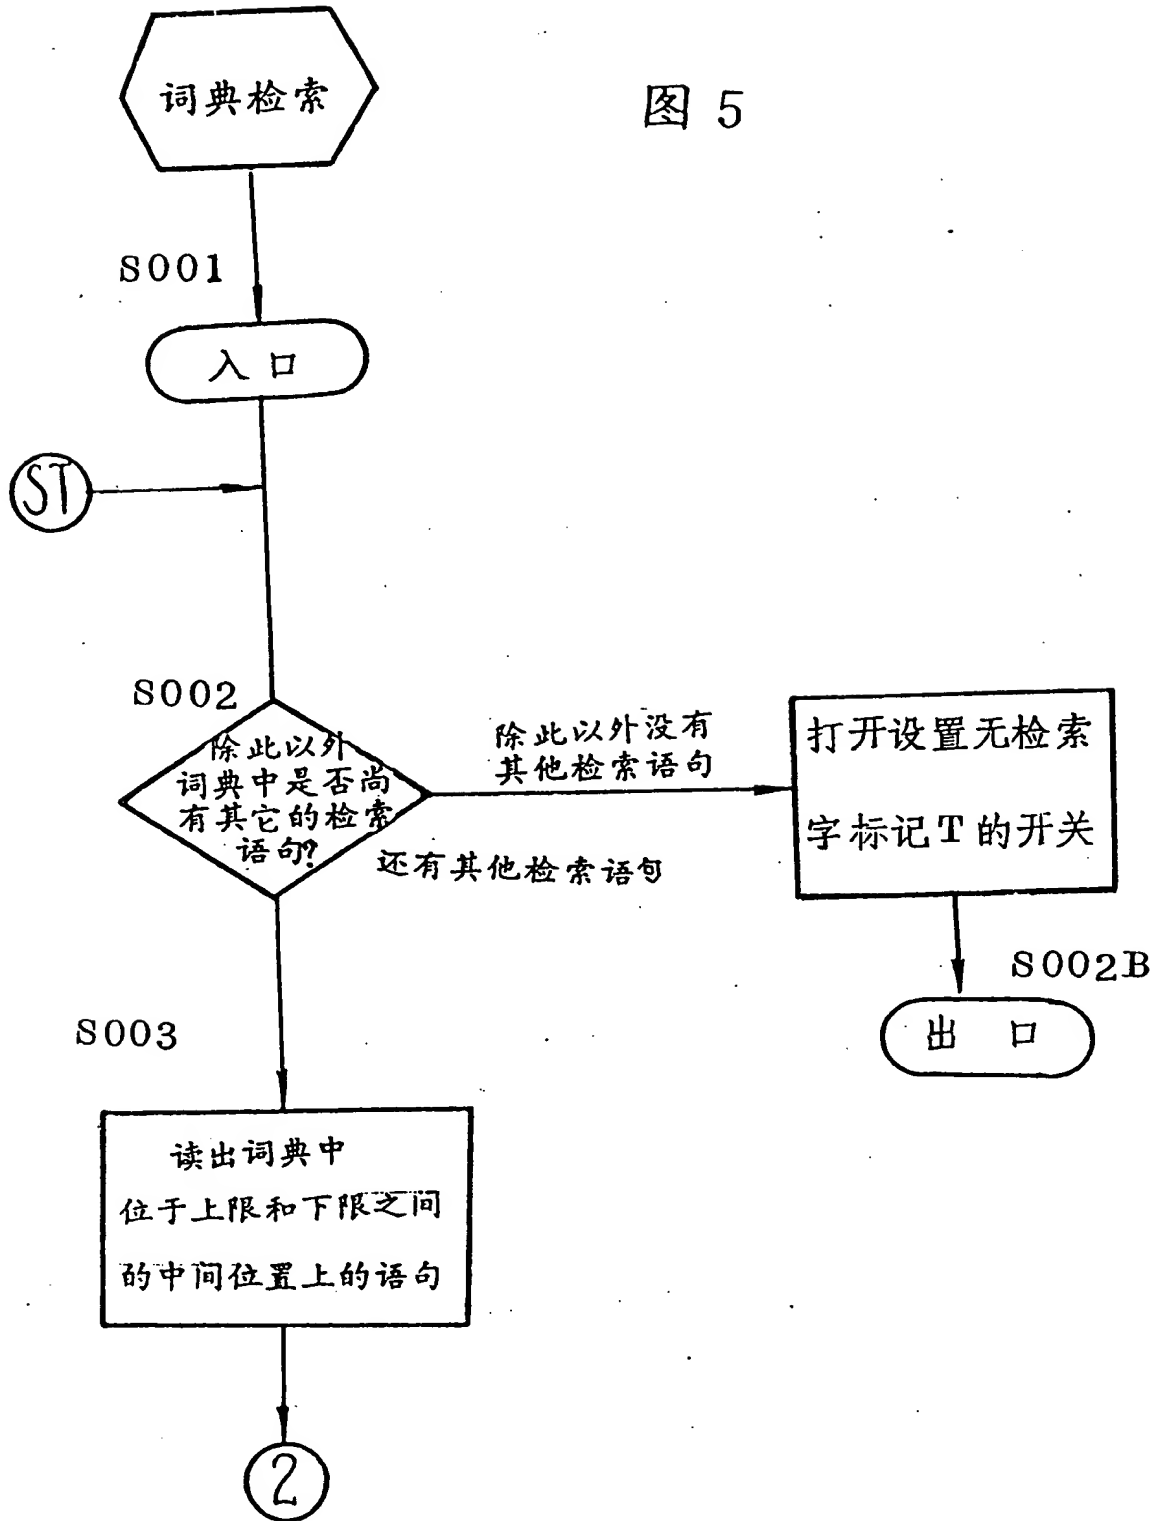 词典检索
图 5
S001
入口
ST
S002
除此以外
词典中是否尚
有其它的检索
语句?
除此以外没有
其他检索语句
打开设置无检索
字标记T的开关
还有其他检索语句
S002B
出 口
S003
读出词典中
位于上限和下限之间
的中间位置上的语句
2